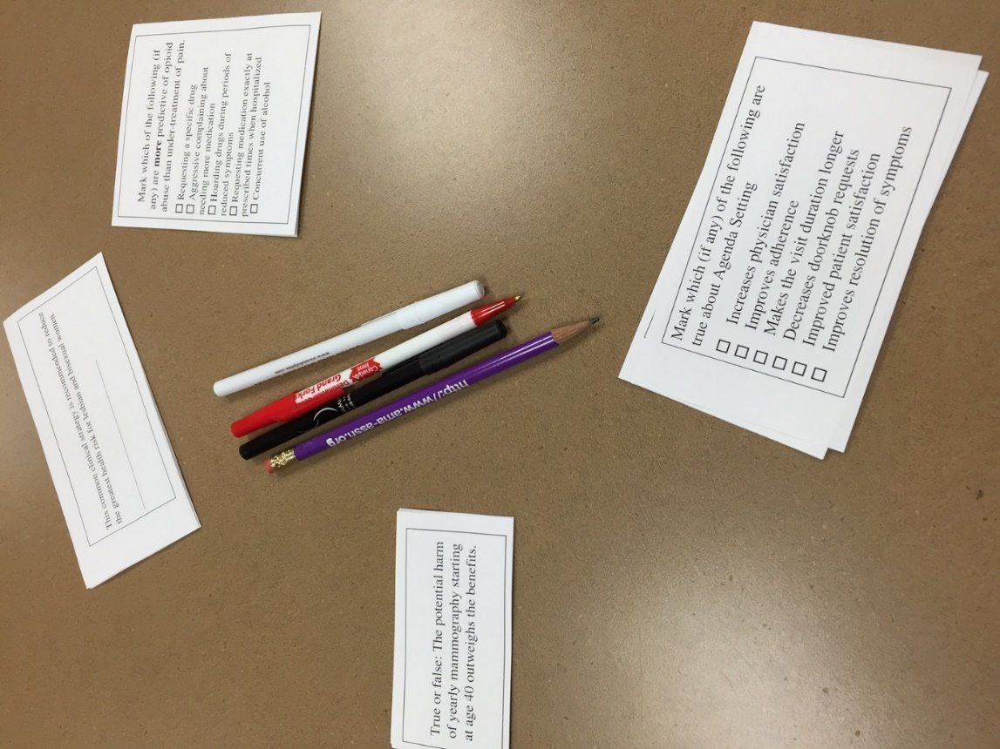 Mark which of the following (if
any) are more predictive of opioid
abuse than under-treatment of pain.
☐ Requesting a specific drug
☐ Aggressive complaining about
needing more medication
☐ Hoarding drugs during periods of
reduced symptoms
☐ Requesting medication exactly at
prescribed times when hospitalized
☐ Concurrent use of alcohol
Mark which (if any) of the following are
true about Agenda Setting
☐ Increases physician satisfaction
☐ Improves adherence
☐ Makes the visit duration longer
☐ Decreases doorknob requests
☐ Improved patient satisfaction
☐ Improves resolution of symptoms
This common clinical strategy is recommended to reduce
the greatest health risk for lesbian and bisexual women.
Canad
Inns
Grand Forks
http://www.ama-assn.org
True or false: The potential harm
of yearly mammography starting
at age 40 outweighs the benefits.